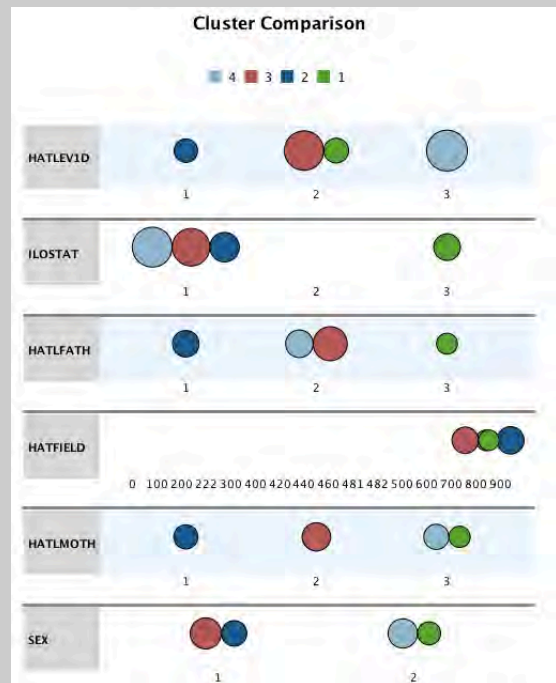 Cluster Comparison
4 3 2 1
HATLEV1D
1 2 3
ILOSTAT
1 2 3
HATLFATH
1 2 3
HATFIELD
0 100 200 222 300 400 420 440 460 481 482 500 600 700 800 900
HATLMOTH
1 2 3
SEX
1 2